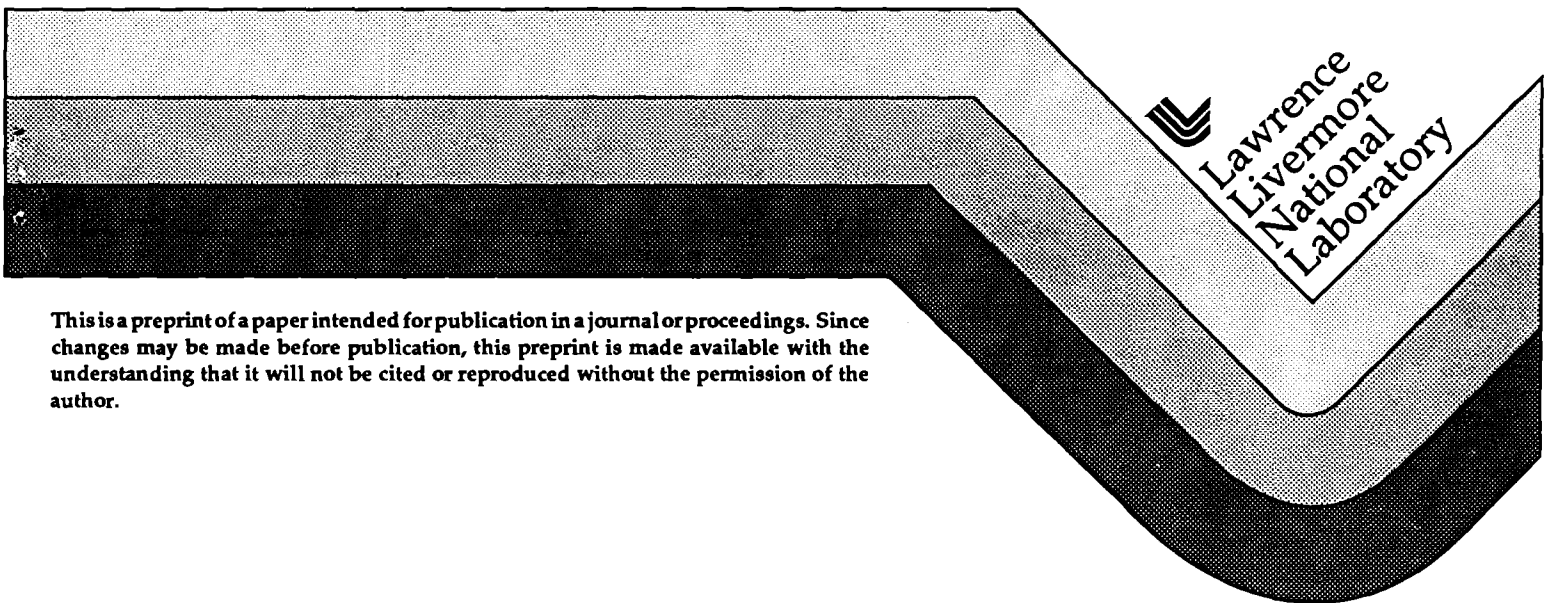 Lawrence
Livermore
National
Laboratory
This is a preprint of a paper intended for publication in a journal or proceedings. Since
changes may be made before publication, this preprint is made available with the
understanding that it will not be cited or reproduced without the permission of the
author.